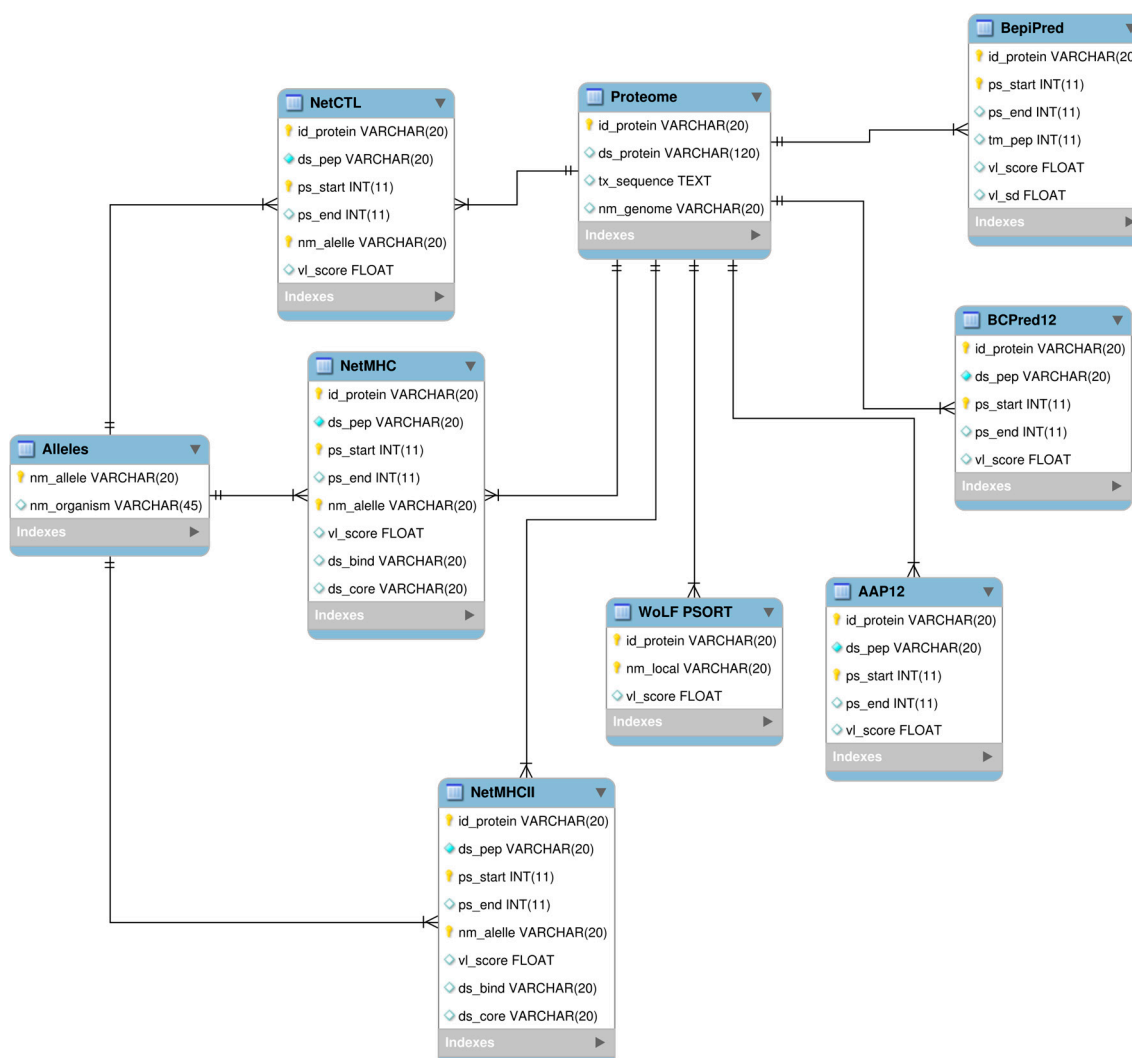 BepiPred
id_protein VARCHAR(20
ps_start INT(11)
ps_end INT(11)
tm_pep INT(11)
vl_score FLOAT
vl_sd FLOAT
Indexes
NetCTL
id_protein VARCHAR(20)
ds_pep VARCHAR(20)
ps_start INT(11)
ps_end INT(11)
nm_alelle VARCHAR(20)
vl_score FLOAT
Indexes
Proteome
id_protein VARCHAR(20)
ds_protein VARCHAR(120)
tx_sequence TEXT
nm_genome VARCHAR(20)
Indexes
BCPred12
id_protein VARCHAR(20)
ds_pep VARCHAR(20)
ps_start INT(11)
ps_end INT(11)
vl_score FLOAT
Indexes
NetMHC
id_protein VARCHAR(20)
ds_pep VARCHAR(20)
ps_start INT(11)
ps_end INT(11)
nm_alelle VARCHAR(20)
vl_score FLOAT
ds_bind VARCHAR(20)
ds_core VARCHAR(20)
Indexes
Alleles
nm_allele VARCHAR(20)
nm_organism VARCHAR(45)
Indexes
WoLF PSORT
id_protein VARCHAR(20)
nm_local VARCHAR(20)
vl_score FLOAT
Indexes
AAP12
id_protein VARCHAR(20)
ds_pep VARCHAR(20)
ps_start INT(11)
ps_end INT(11)
vl_score FLOAT
Indexes
NetMHCII
id_protein VARCHAR(20)
ds_pep VARCHAR(20)
ps_start INT(11)
ps_end INT(11)
nm_alelle VARCHAR(20)
vl_score FLOAT
ds_bind VARCHAR(20)
ds_core VARCHAR(20)
Indexes